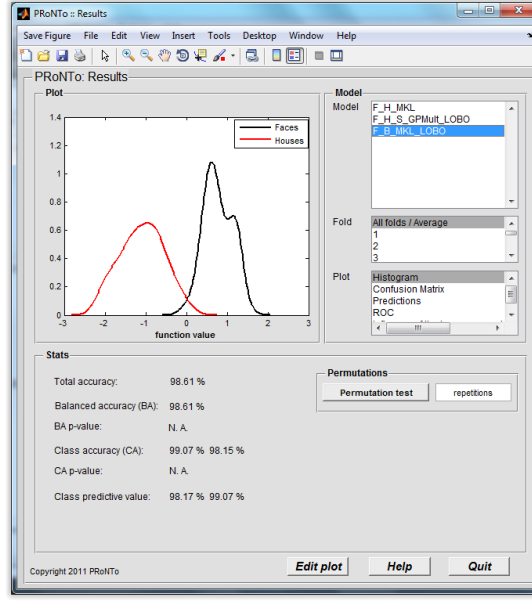 PRoNTo :: Results
Save Figure File Edit View Insert Tools Desktop Window Help
PRoNTo: Results
Plot
1.4
1.2
1
0.8
0.6
0.4
0.2
0
-3 -2 -1 0 1 2 3
function value
Faces
Houses
Model
Model
F_H_MKL
F_H_S_GPMult_LOBO
F_B_MKL_LOBO
Fold
All folds / Average
1
2
3
Plot
Histogram
Confusion Matrix
Predictions
ROC
Stats
Total accuracy: 98.61 %
Balanced accuracy (BA): 98.61 %
BA p-value: N. A.
Class accuracy (CA): 99.07 % 98.15 %
CA p-value: N. A.
Class predictive value: 98.17 % 99.07 %
Permutations
Permutation test repetitions
Edit plot Help Quit
Copyright 2011 PRoNTo